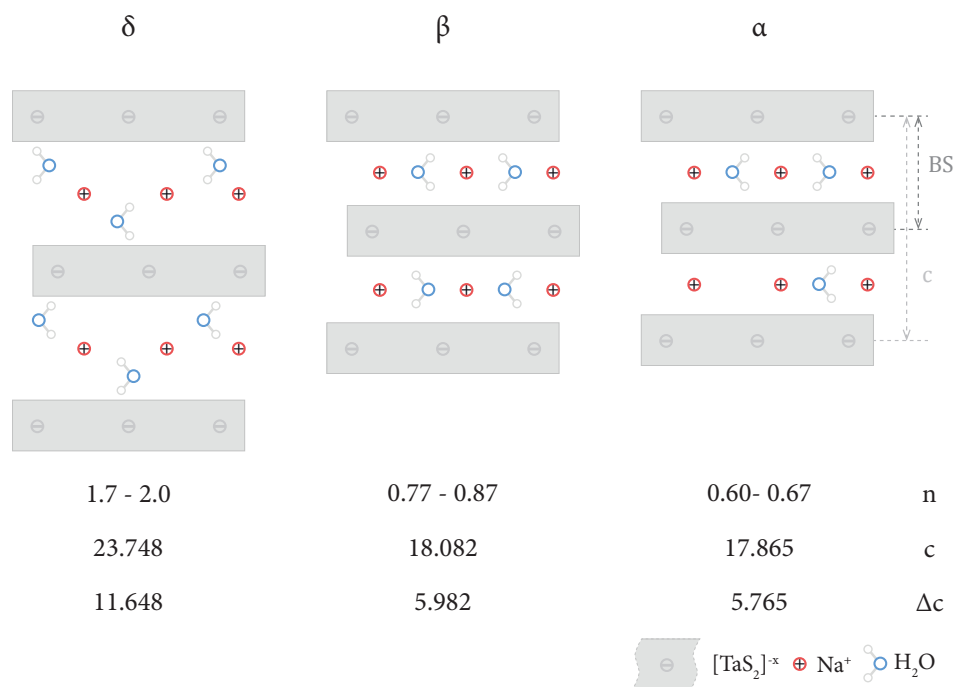 δ β α
BS
c
1.7 - 2.0 0.77 - 0.87 0.60- 0.67 n
23.748 18.082 17.865 c
11.648 5.982 5.765 Δc
[TaS₂]⁻ˣ Na⁺ H₂O